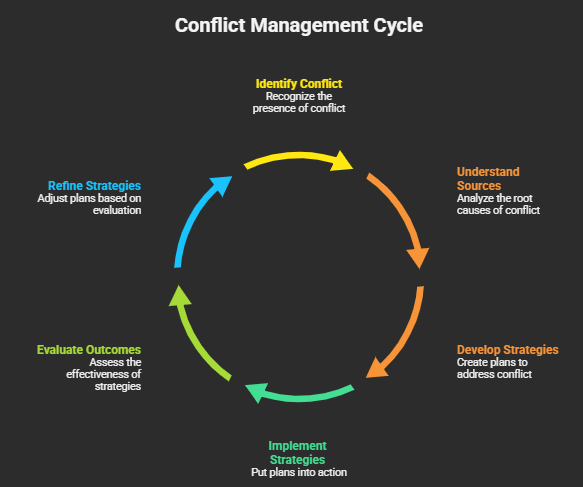 Conflict Management Cycle
Identify Conflict
Recognize the
presence of conflict
Understand
Sources
Analyze the root
causes of conflict
Develop Strategies
Create plans to
address conflict
Implement
Strategies
Put plans into action
Evaluate Outcomes
Assess the
effectiveness of
strategies
Refine Strategies
Adjust plans based on
evaluation